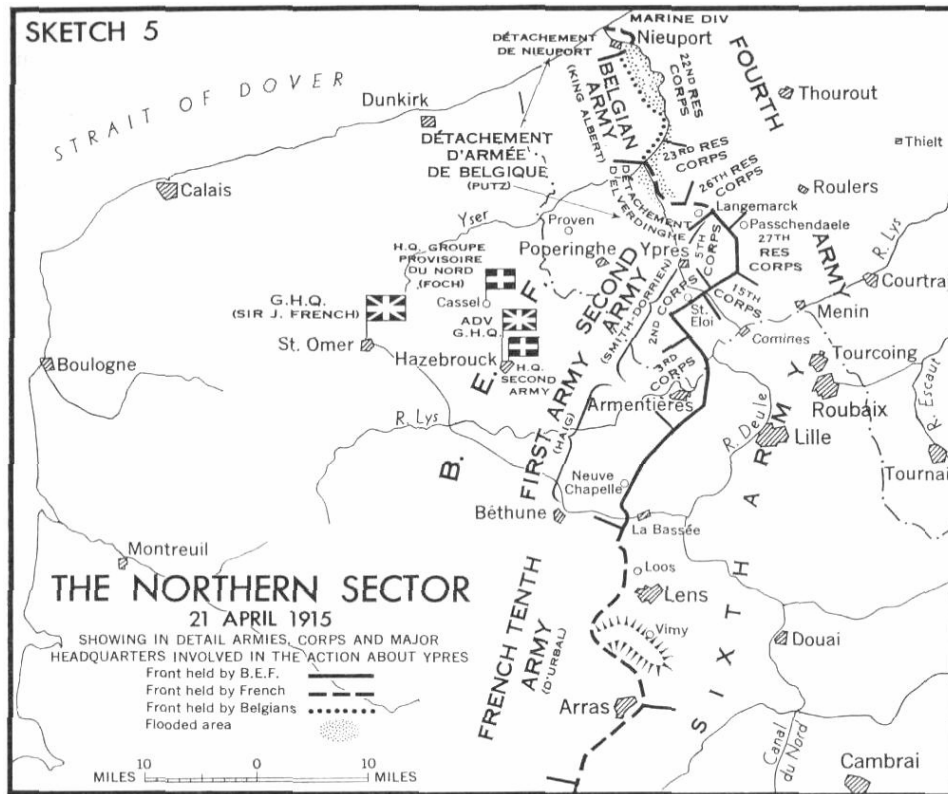 SKETCH 5
STRAIT OF DOVER
MARINE DIV
DÉTACHEMENT
DE NIEUPORT
Nieuport
BELGIAN
ARMY
(KING ALBERT)
22ND RES
CORPS
FOURTH
ARMY
Thourout
Thielt
Dunkirk
DÉTACHEMENT
D'ARMÉE
DE BELGIQUE
(PUTZ)
23RD RES
CORPS
26TH RES
CORPS
Roulers
Calais
DÉTACHEMENT
D'ELVERDINGHE
Langemarck
Passchendaele
27TH
RES
CORPS
R. Lys
Yser
Proven
Poperinghe
Ypres
5TH
CORPS
15TH
CORPS
Courtrai
H.Q. GROUPE
PROVISOIRE
DU NORD
(FOCH)
Cassel
G.H.Q.
(SIR J. FRENCH)
St. Omer
ADV
G.H.Q.
Hazebrouck
H.Q.
SECOND
ARMY
B. E. F.
SECOND
ARMY
(SMITH-DORRIEN)
2ND CORPS
St.
Eloi
Menin
Comines
3RD
CORPS
Tourcoing
Roubaix
R. Escaut
Boulogne
R. Lys
FIRST ARMY
(HAIG)
Armentières
R. Deule
Lille
Tournai
Neuve
Chapelle
Béthune
La Bassée
SIXTH ARMY
Montreuil
Loos
Lens
Vimy
Douai
FRENCH TENTH
ARMY
(D'URBAL)
Arras
Canal
du Nord
Cambrai
THE NORTHERN SECTOR
21 APRIL 1915
SHOWING IN DETAIL ARMIES, CORPS AND MAJOR
HEADQUARTERS INVOLVED IN THE ACTION ABOUT YPRES
Front held by B.E.F.
Front held by French
Front held by Belgians
Flooded area
10 0 10
MILES MILES